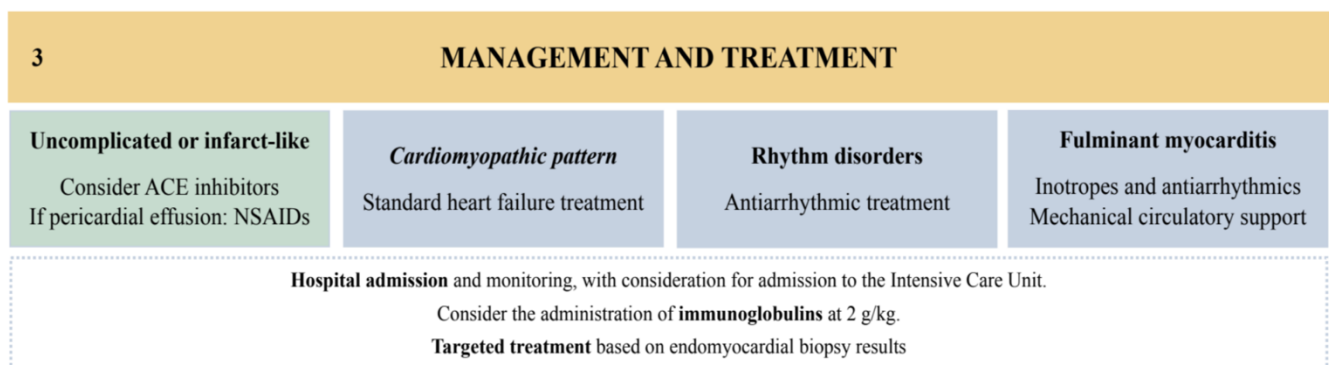 3
MANAGEMENT AND TREATMENT
Uncomplicated or infarct-like
Consider ACE inhibitors
If pericardial effusion: NSAIDs
Cardiomyopathic pattern
Standard heart failure treatment
Rhythm disorders
Antiarrhythmic treatment
Fulminant myocarditis
Inotropes and antiarrhythmics
Mechanical circulatory support
Hospital admission and monitoring, with consideration for admission to the Intensive Care Unit.
Consider the administration of immunoglobulins at 2 g/kg.
Targeted treatment based on endomyocardial biopsy results